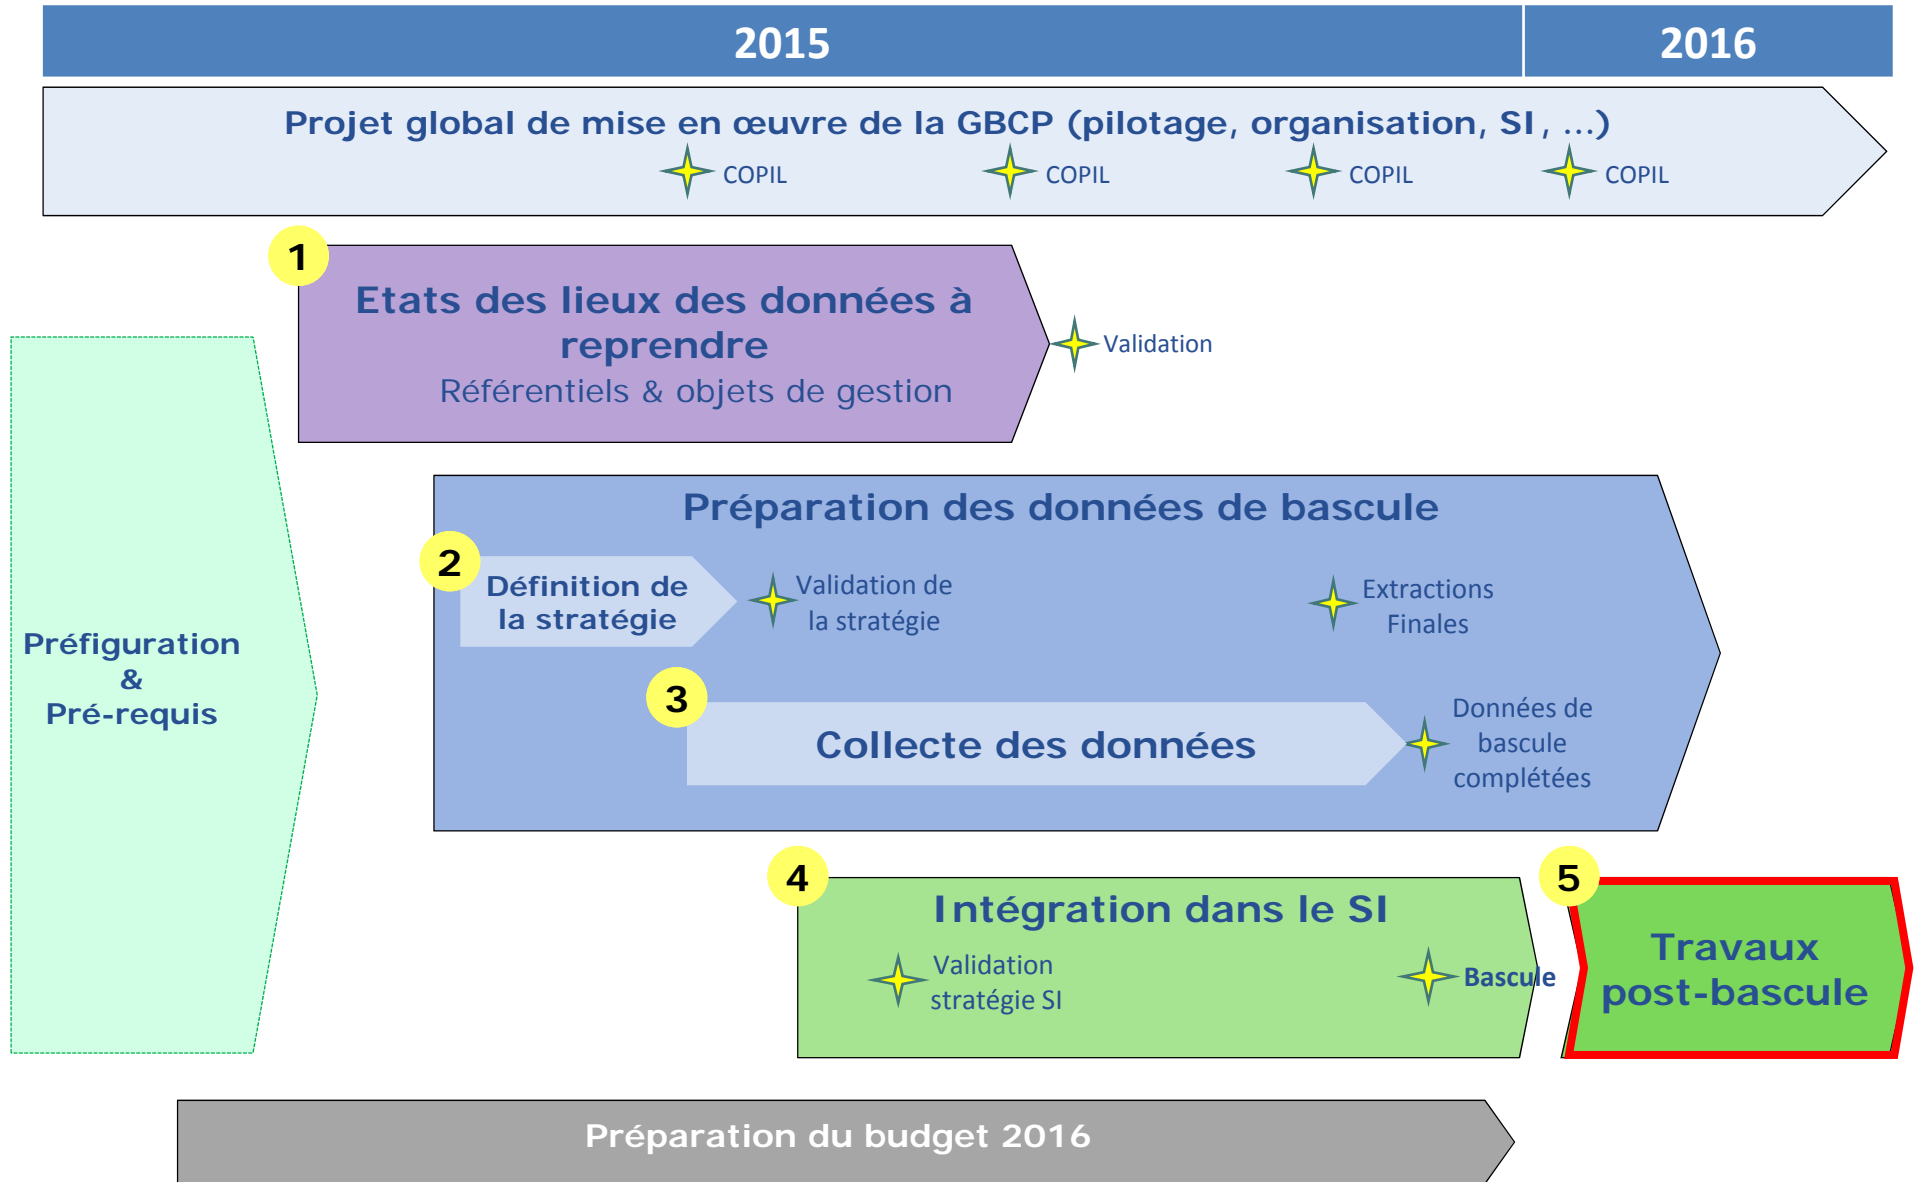 2015
2016
Projet global de mise en œuvre de la GBCP (pilotage, organisation, SI, ...)
COPIL
COPIL
COPIL
COPIL
1
Etats des lieux des données à
reprendre
Référentiels & objets de gestion
Validation
Préfiguration
&
Pré-requis
Préparation des données de bascule
2
Définition de
la stratégie
Validation de
la stratégie
Extractions
Finales
3
Collecte des données
Données de
bascule
complétées
4
Intégration dans le SI
Validation
stratégie SI
Bascule
5
Travaux
post-bascule
Préparation du budget 2016